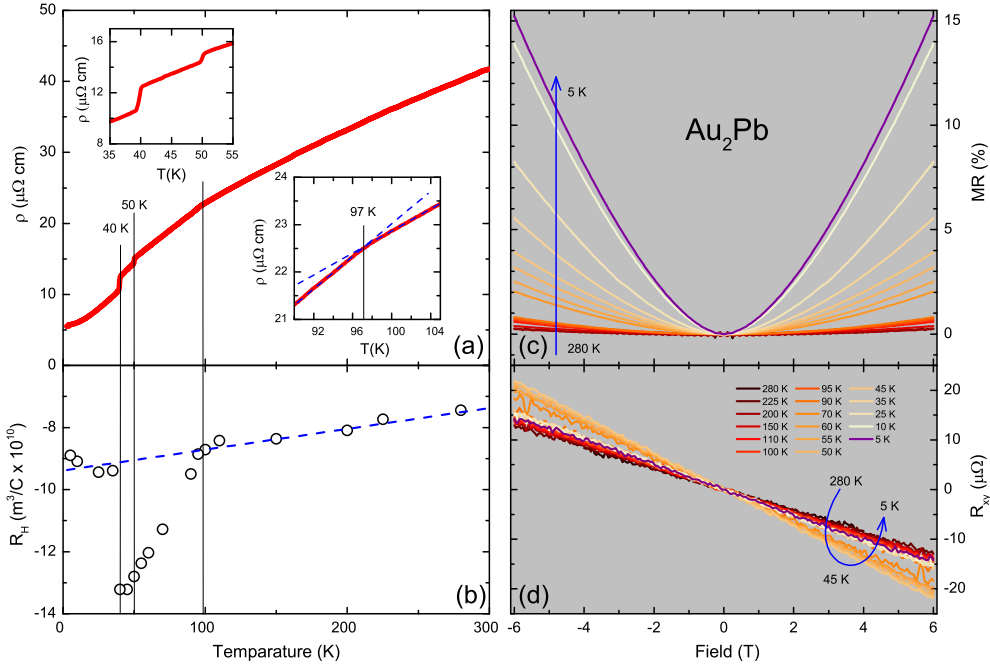 50
40
30
20
10
0
ρ (μΩ cm)
16
12
8
ρ (μΩ cm)
35 40 45 50 55
T(K)
40 K
50 K
24
23
22
21
ρ (μΩ cm)
97 K
92 96 100 104
T(K)
(a)
-8
-10
-12
-14
R_H (m³/C x 10¹⁰)
(b)
0 100 200 300
Temparature (K)
15
10
5
0
MR (%)
Au₂Pb
5 K
280 K
(c)
20
10
0
-10
-20
R_xy (μΩ)
280 K 95 K 45 K
225 K 90 K 35 K
200 K 70 K 25 K
150 K 60 K 10 K
110 K 55 K 5 K
100 K 50 K
280 K
5 K
45 K
(d)
-6 -4 -2 0 2 4 6
Field (T)